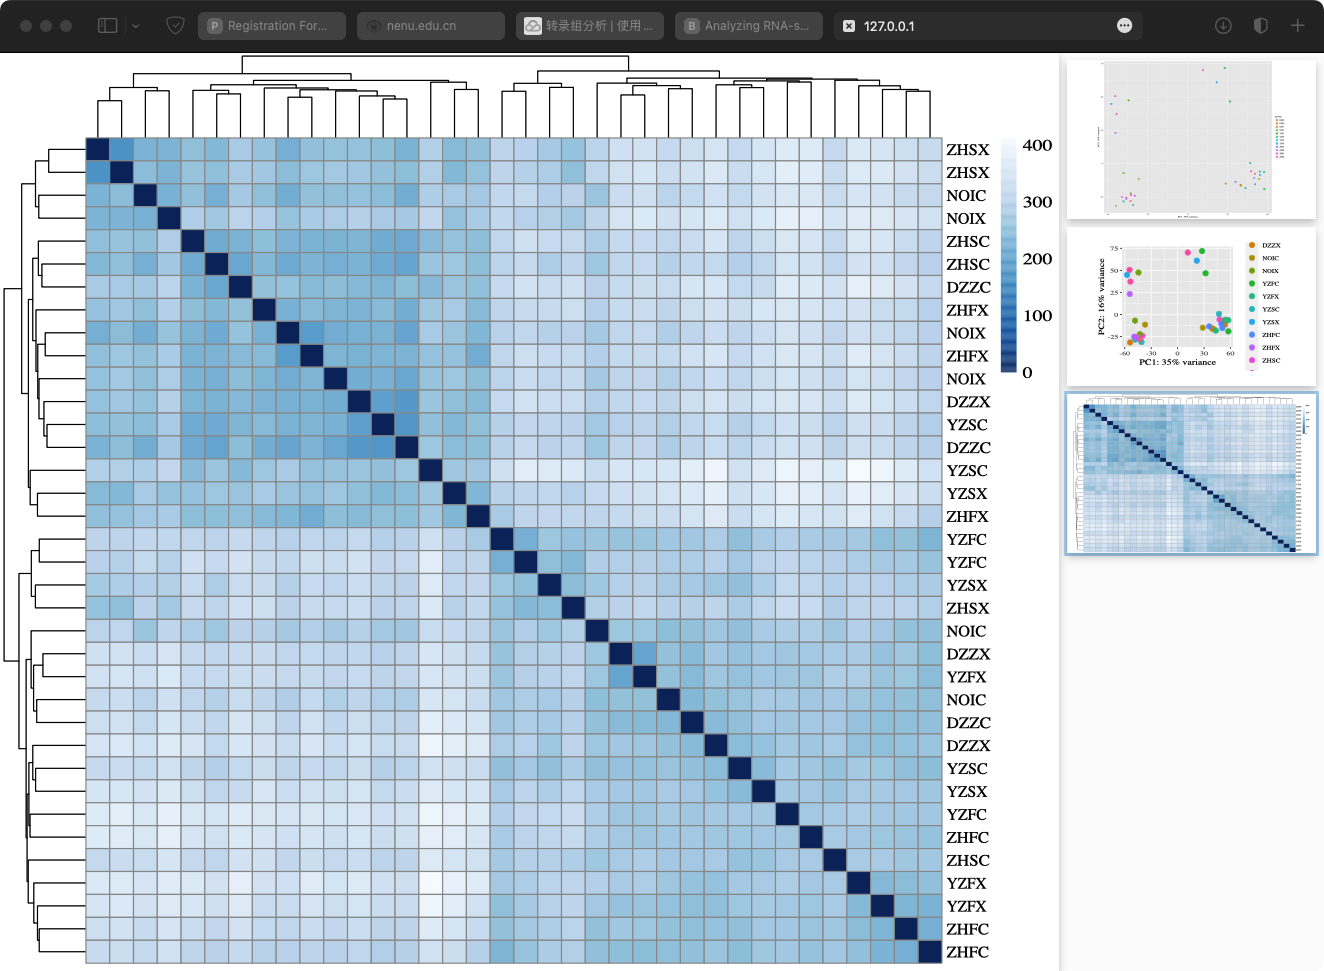 P Registration For...
nenu.edu.cn
转录组分析 | 使用...
B Analyzing RNA-s...
127.0.0.1
ZHSX
ZHSX
NOIC
NOIX
ZHSC
ZHSC
DZZC
ZHFX
NOIX
ZHFX
NOIX
DZZX
YZSC
DZZC
YZSC
YZSX
ZHFX
YZFC
YZFC
YZSX
ZHSX
NOIC
DZZX
YZFX
NOIC
DZZC
DZZX
YZSC
YZSX
YZFC
ZHFC
ZHSC
YZFX
YZFX
ZHFC
ZHFC
400
300
200
100
0
PC2: 16% variance
75
50
25
0
-25
-60 -30 0 30 60
PC1: 35% variance
DZZX
NOIC
NOIX
YZFC
YZFX
YZSC
YZSX
ZHFC
ZHFX
ZHSC